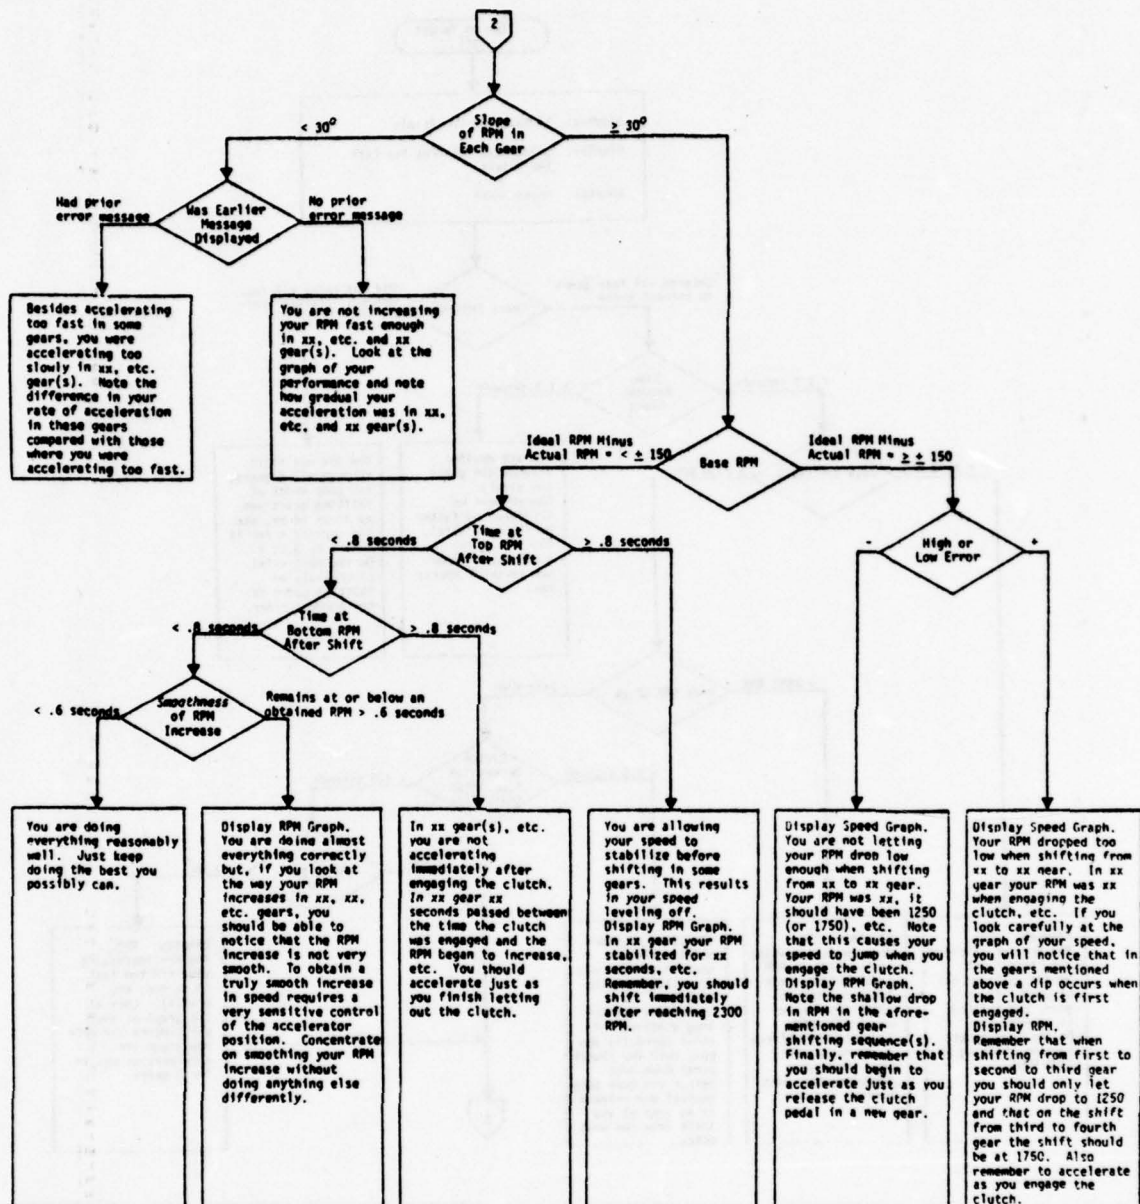 2
Slope
of RPM in
Each Gear
< 30°
≥ 30°
Was Earlier
Message
Displayed
Had prior
error message
No prior
error message
Besides accelerating
too fast in some
gears, you were
accelerating too
slowly in xx, etc.
gear(s). Note the
difference in your
rate of acceleration
in these gears
compared with those
where you were
accelerating too fast.
You are not increasing
your RPM fast enough
in xx, etc. and xx
gear(s). Look at the
graph of your
performance and note
how gradual your
acceleration was in xx,
etc, and xx gear(s).
Base RPM
Ideal RPM Minus
Actual RPM = < ± 150
Ideal RPM Minus
Actual RPM = ≥ ± 150
Time at
Top RPM
After Shift
< .8 seconds
> .8 seconds
High or
Low Error
-
+
Time at
Bottom RPM
After Shift
< .8 seconds
> .8 seconds
Smoothness
of RPM
Increase
< .6 seconds
Remains at or below an
obtained RPM > .6 seconds
You are doing
everything reasonably
well. Just keep
doing the best you
possibly can.
Display RPM Graph.
You are doing almost
everything correctly
but, if you look at
the way your RPM
increases in xx, xx,
etc. gears, you
should be able to
notice that the RPM
increase is not very
smooth. To obtain a
truly smooth increase
in speed requires a
very sensitive control
of the accelerator
position. Concentrate
on smoothing your RPM
increase without
doing anything else
differently.
In xx gear(s), etc.
you are not
accelerating
immediately after
engaging the clutch.
In xx gear xx
seconds passed between
the time the clutch
was engaged and the
RPM began to increase,
etc. You should
accelerate just as
you finish letting
out the clutch.
You are allowing
your speed to
stabilize before
shifting in some
gears. This results
in your speed
leveling off.
Display RPM Graph.
In xx gear your RPM
stabilized for xx
seconds, etc.
Remember, you should
shift immediately
after reaching 2300
RPM.
Display Speed Graph.
You are not letting
your RPM drop low
enough when shifting
from xx to xx gear.
Your RPM was xx, it
should have been 1250
(or 1750), etc. Note
that this causes your
speed to jump when you
engage the clutch.
Display RPM Graph.
Note the shallow drop
in RPM in the afore-
mentioned gear
shifting sequence(s).
Finally, remember that
you should begin to
accelerate just as you
release the clutch
pedal in a new gear.
Display Speed Graph.
Your RPM dropped too
low when shifting from
xx to xx near. In xx
gear your RPM was xx
when engaging the
clutch, etc. If you
look carefully at the
graph of your speed,
you will notice that in
the gears mentioned
above a dip occurs when
the clutch is first
engaged.
Display RPM.
Remember that when
shifting from first to
second to third gear
you should only let
your RPM drop to 1250
and that on the shift
from third to fourth
gear the shift should
be at 1750. Also
remember to accelerate
as you engage the
clutch.